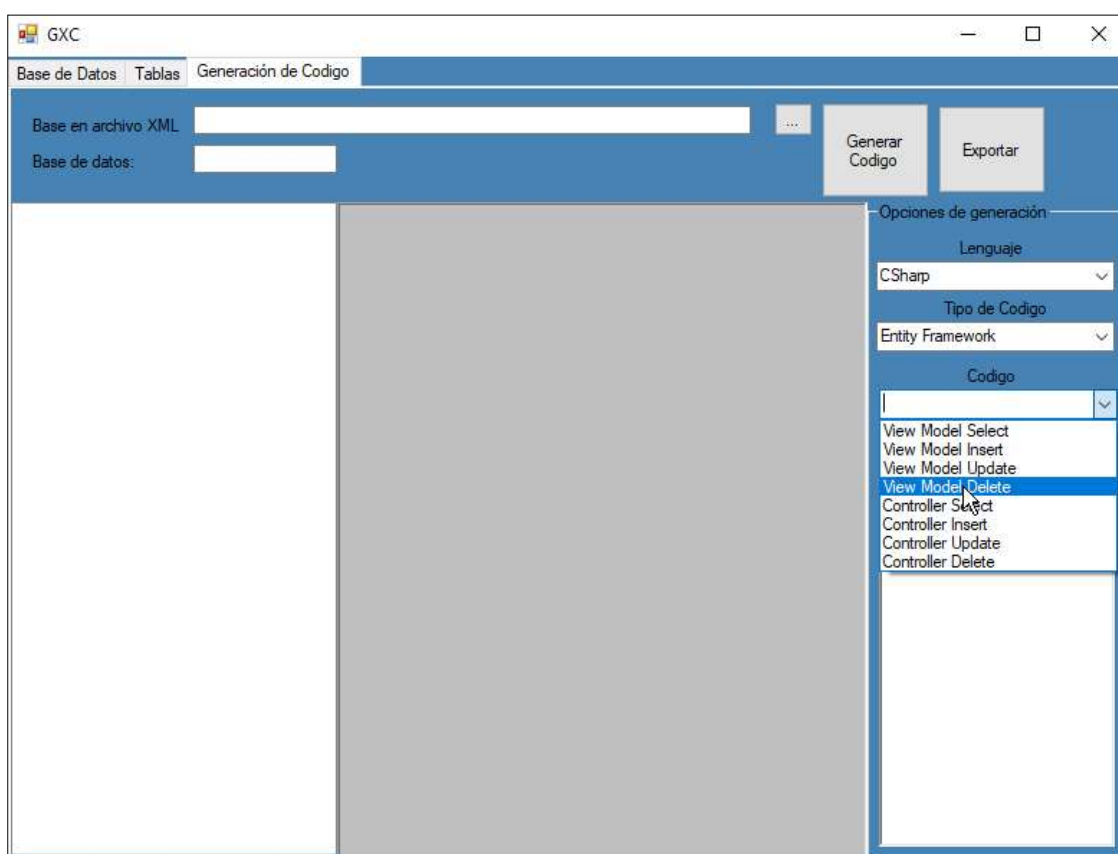 GXC
Base de Datos Tablas Generación de Codigo
Base en archivo XML
...
Generar
Codigo
Exportar
Base de datos:
Opciones de generación
Lenguaje
CSharp
Tipo de Codigo
Entity Framework
Codigo
View Model Select
View Model Insert
View Model Update
View Model Delete
Controller Select
Controller Insert
Controller Update
Controller Delete